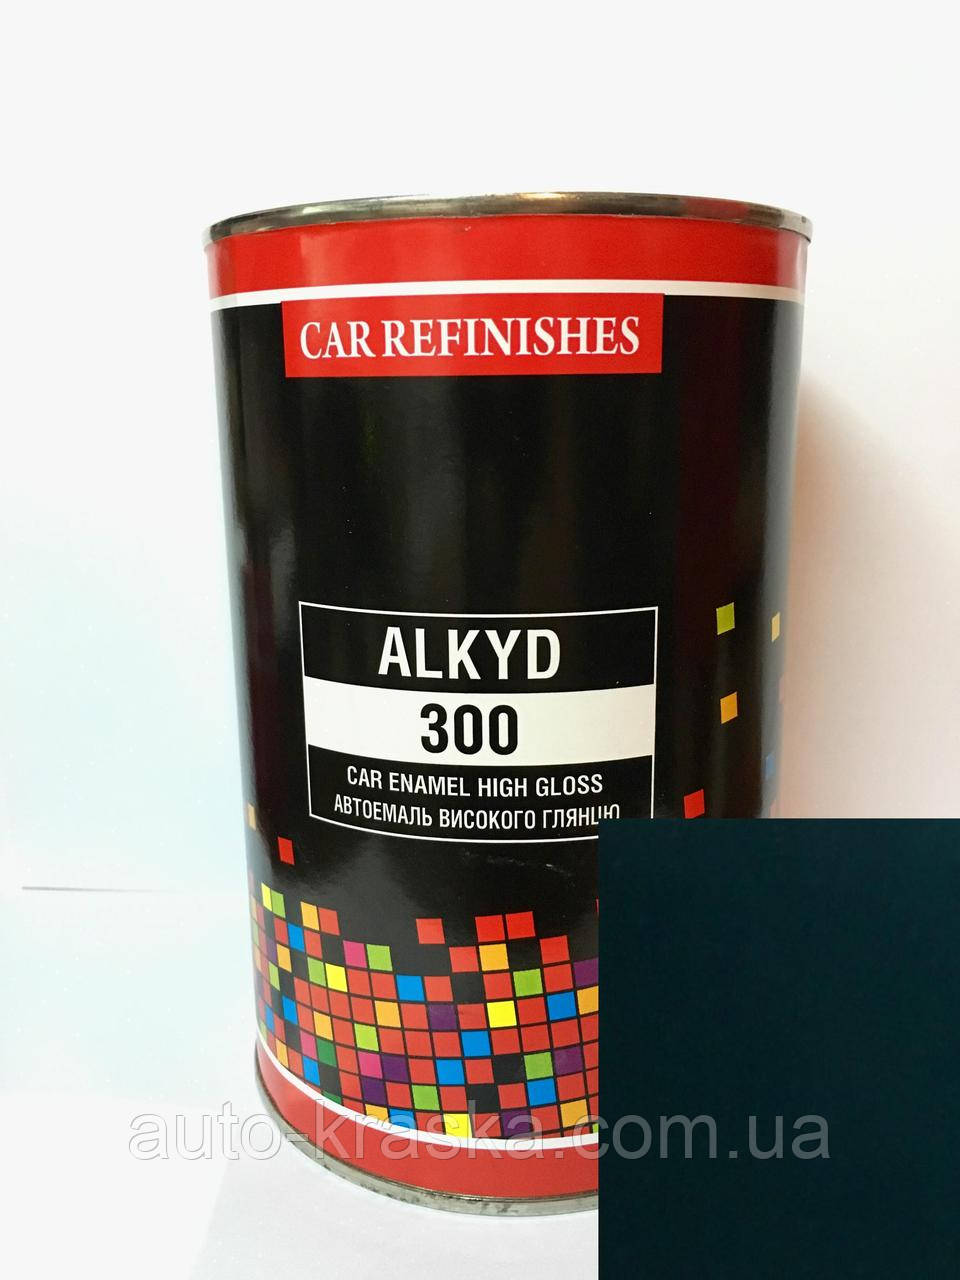 CAR REFINISHES
ALKYD
300
CAR ENAMEL HIGH GLOSS
АВТОЕМАЛЬ ВИСОКОГО ГЛЯНЦЮ
auto-kraska.com.ua